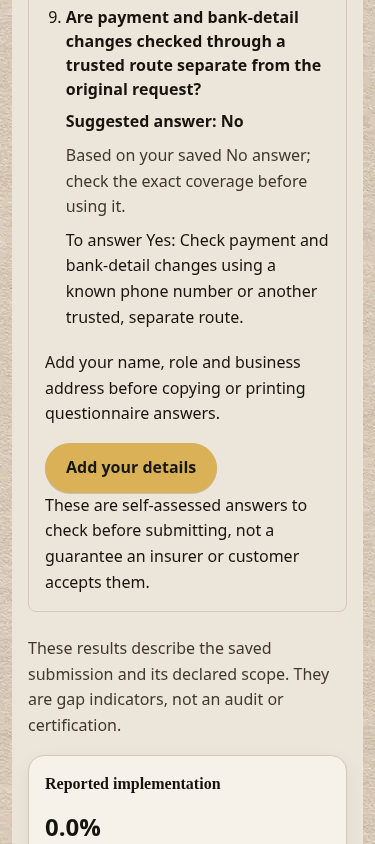 9. Are payment and bank-detail
changes checked through a
trusted route separate from the
original request?
Suggested answer: No
Based on your saved No answer;
check the exact coverage before
using it.
To answer Yes: Check payment and
bank-detail changes using a
known phone number or another
trusted, separate route.
Add your name, role and business
address before copying or printing
questionnaire answers.
Add your details
These are self-assessed answers to
check before submitting, not a
guarantee an insurer or customer
accepts them.
These results describe the saved
submission and its declared scope. They
are gap indicators, not an audit or
certification.
Reported implementation
0.0%